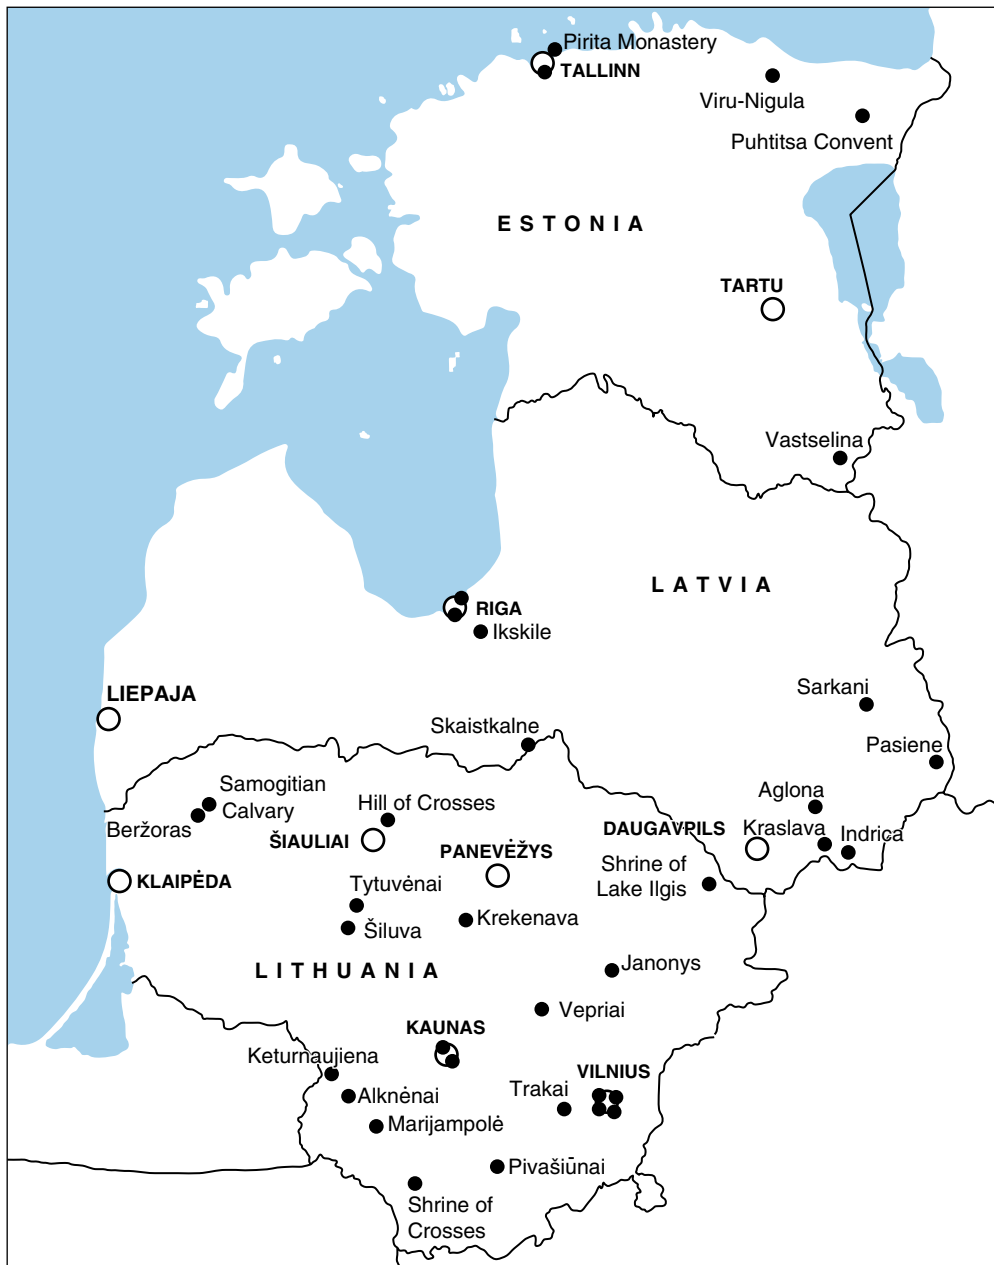 Pirita Monastery
TALLINN
Viru-Nigula
Puhtitsa Convent
ESTONIA
TARTU
Vastselina
LATVIA
RIGA
Ikskile
LIEPAJA
Sarkani
Skaistkalne
Pasiene
Samogitian
Calvary
Hill of Crosses
Aglona
Beržoras
ŠIAULIAI
DAUGAVPILS
Kraslava
Indrica
PANEVĖŽYS
Shrine of
Lake Ilgis
KLAIPĖDA
Tytuvėnai
Krekenava
Šiluva
LITHUANIA
Janonys
Vepriai
KAUNAS
Keturnaujiena
VILNIUS
Trakai
Alknėnai
Marijampolė
Pivašiūnai
Shrine of
Crosses